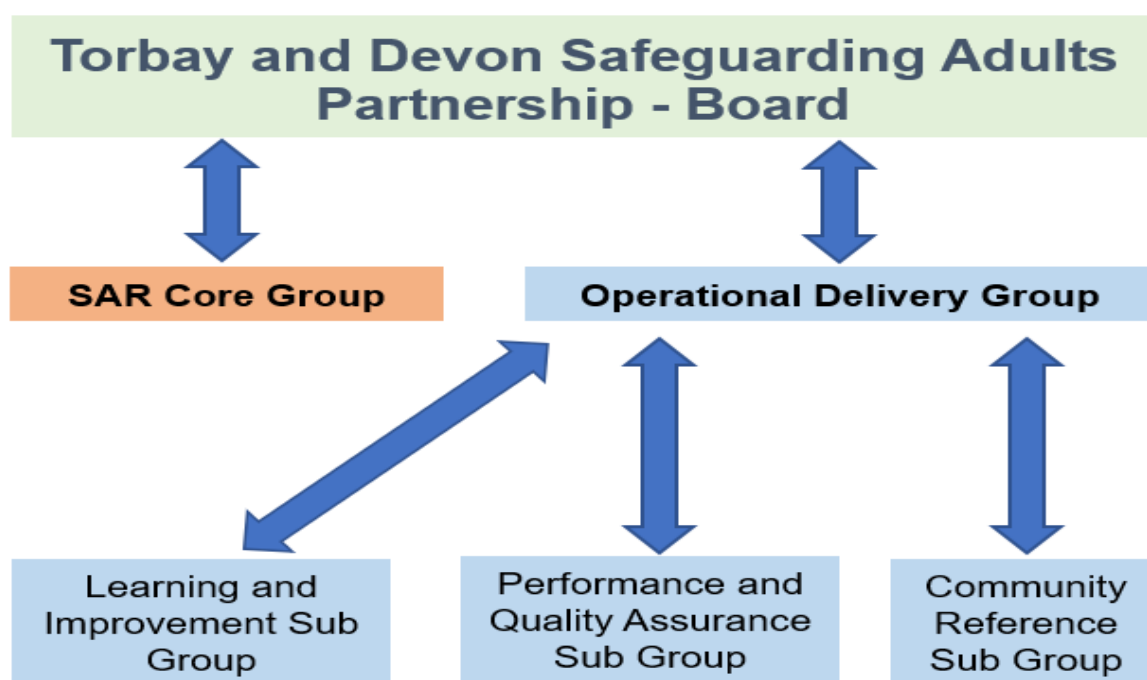 Torbay and Devon Safeguarding Adults
Partnership - Board
SAR Core Group
Operational Delivery Group
Learning and
Improvement Sub
Group
Performance and
Quality Assurance
Sub Group
Community
Reference
Sub Group